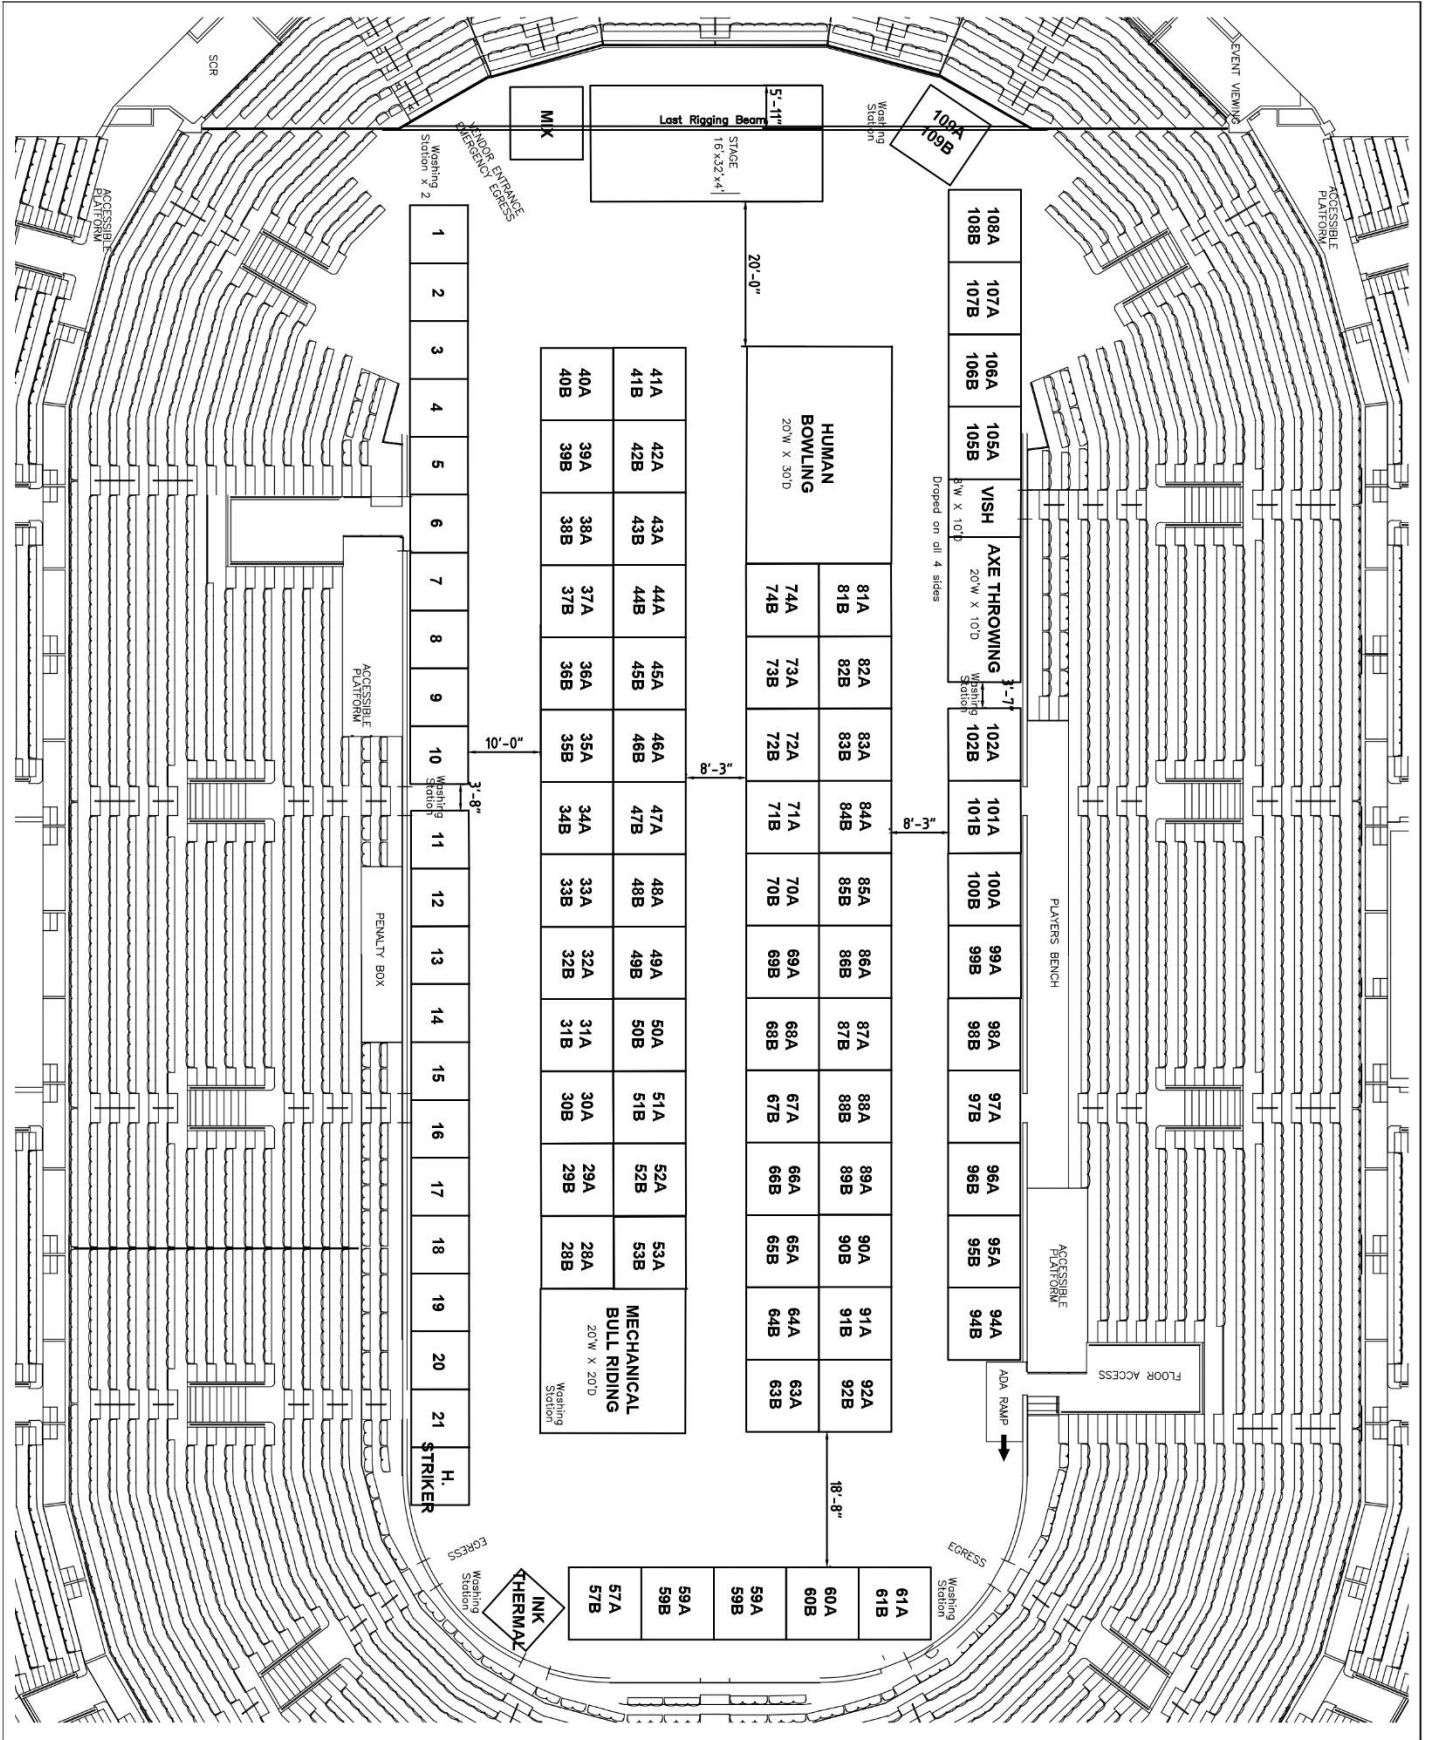 SCR
EVENT VIEWING
ACCESSIBLE
PLATFORM
ACCESSIBLE
PLATFORM
VENDOR ENTRANCE
EMERGENCY EGRESS
Washing
Station x 2
MIX
Last Rigging Beam
5'-11"
STAGE
16'x32'x4'
Washing
Station
109A
109B
20'-0"
1
2
3
4
5
6
7
8
9
10
3'-8"
Washing
Station
11
12
13
14
15
16
17
18
19
20
21
H.
STRIKER
ACCESSIBLE
PLATFORM
PENALTY BOX
10'-0"
40A
40B
39A
39B
38A
38B
37A
37B
36A
36B
35A
35B
34A
34B
33A
33B
32A
32B
31A
31B
30A
30B
29A
29B
28A
28B
41A
41B
42A
42B
43A
43B
44A
44B
45A
45B
46A
46B
47A
47B
48A
48B
49A
49B
50A
50B
51A
51B
52A
52B
53A
53B
MECHANICAL
BULL RIDING
20'W X 20'D
Washing
Station
8'-3"
HUMAN
BOWLING
20'W X 30'D
74A
74B
73A
73B
72A
72B
71A
71B
70A
70B
69A
69B
68A
68B
67A
67B
66A
66B
65A
65B
64A
64B
63A
63B
81A
81B
82A
82B
83A
83B
84A
84B
85A
85B
86A
86B
87A
87B
88A
88B
89A
89B
90A
90B
91A
91B
92A
92B
8'-3"
108A
108B
107A
107B
106A
106B
105A
105B
VISH
8'W X 10'D
Draped on all 4 sides
AXE THROWING
20'W X 10'D
3'-7"
Washing
Station
102A
102B
101A
101B
100A
100B
99A
99B
98A
98B
97A
97B
96A
96B
95A
95B
94A
94B
PLAYERS BENCH
ACCESSIBLE
PLATFORM
FLOOR ACCESS
ADA RAMP
18'-8"
EGRESS
EGRESS
Washing
Station
INK
THERMAL
57A
57B
59A
59B
59A
59B
60A
60B
61A
61B
Washing
Station